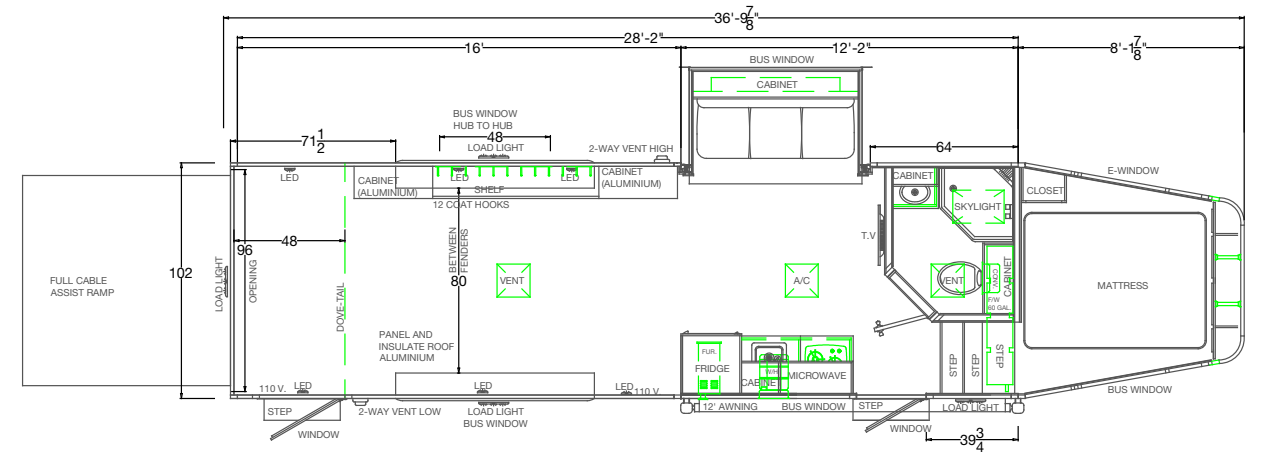 36'-9 7/8
28'-2"
16'
12'-2"
8'-1 7/8"
BUS WINDOW
CABINET
BUS WINDOW
HUB TO HUB
71 1/2
48
LOAD LIGHT
2-WAY VENT HIGH
64
LED
CABINET
(ALUMINIUM)
LED
LED
SHELF
CABINET
(ALUMINIUM)
12 COAT HOOKS
CABINET
SKYLIGHT
CLOSET
E-WINDOW
T.V
48
96
102
OPENING
LOAD LIGHT
FULL CABLE
ASSIST RAMP
DOVE-TAIL
BETWEEN
FENDERS
80
VENT
A/C
VENT
CONV.
CABINET
F/W
60 GAL.
MATTRESS
PANEL AND
INSULATE ROOF
ALUMINIUM
FUR.
FRIDGE
W/H
CABINET
MICROWAVE
STEP
STEP
STEP
110 V.
LED
LED
LED
110 V.
STEP
2-WAY VENT LOW
LOAD LIGHT
BUS WINDOW
12' AWNING
BUS WINDOW
STEP
LOAD LIGHT
BUS WINDOW
WINDOW
WINDOW
39 3/4